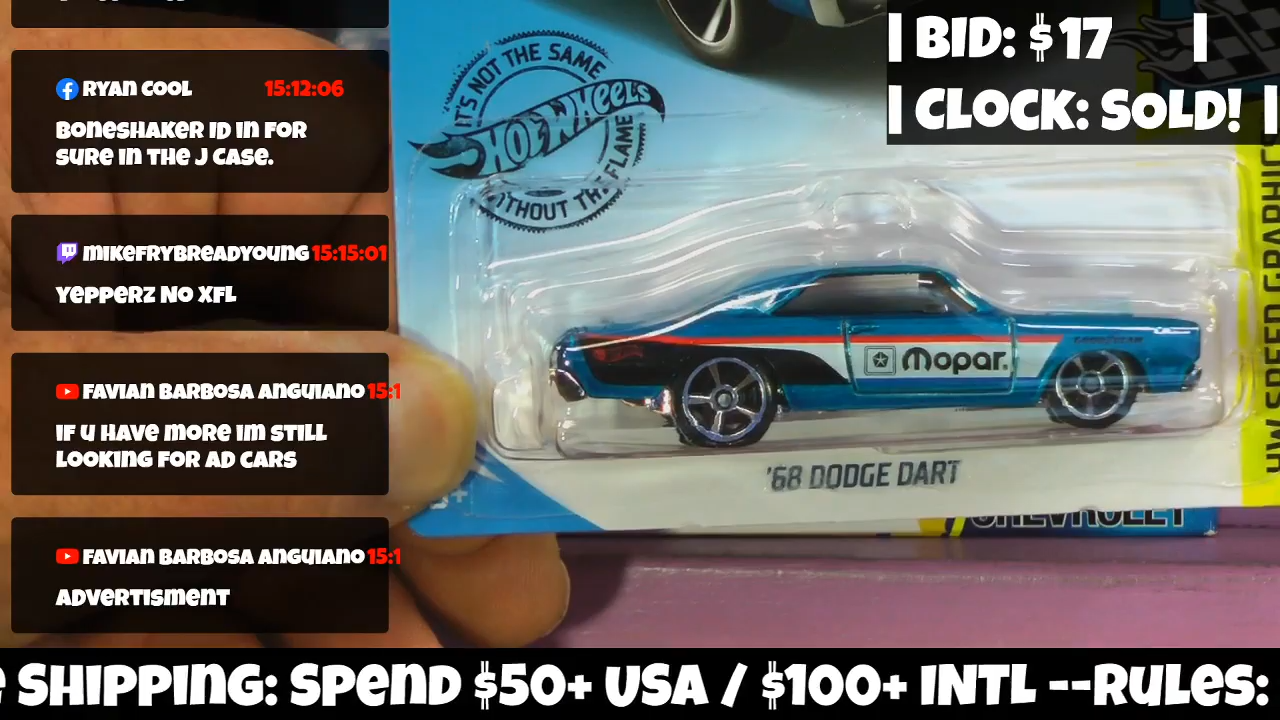 RYAN COOL 15:12:06
BONESHAKER ID IN FOR
SURE IN THE J CASE.
MIKEFRYBREADYOUNG 15:15:01
YEPPERZ NO XFL
FAVIAN BARBOSA ANGUIANO 15:1
IF U HAVE MORE IM STILL
LOOKING FOR AD CARS
FAVIAN BARBOSA ANGUIANO 15:1
ADVERTISMENT
| BID: $17 |
| CLOCK: SOLD! |
IT'S NOT THE SAME
HOT WHEELS
WITHOUT THE FLAME
HW SPEED GRAPHICS
mopar.
GOODYEAR
'68 DODGE DART
CHEVROLET
SHIPPING: SPEND $50+ USA / $100+ INTL --RULES: